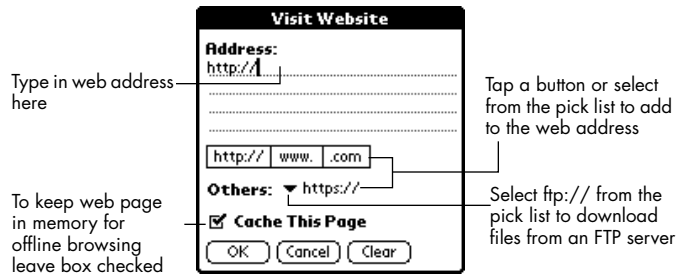 Visit Website
Address:
http://
Type in web address
here
Tap a button or select
from the pick list to add
to the web address
http:// www. .com
Others: https://
Select ftp:// from the
pick list to download
files from an FTP server
To keep web page
in memory for
offline browsing
leave box checked
Cache This Page
OK Cancel Clear